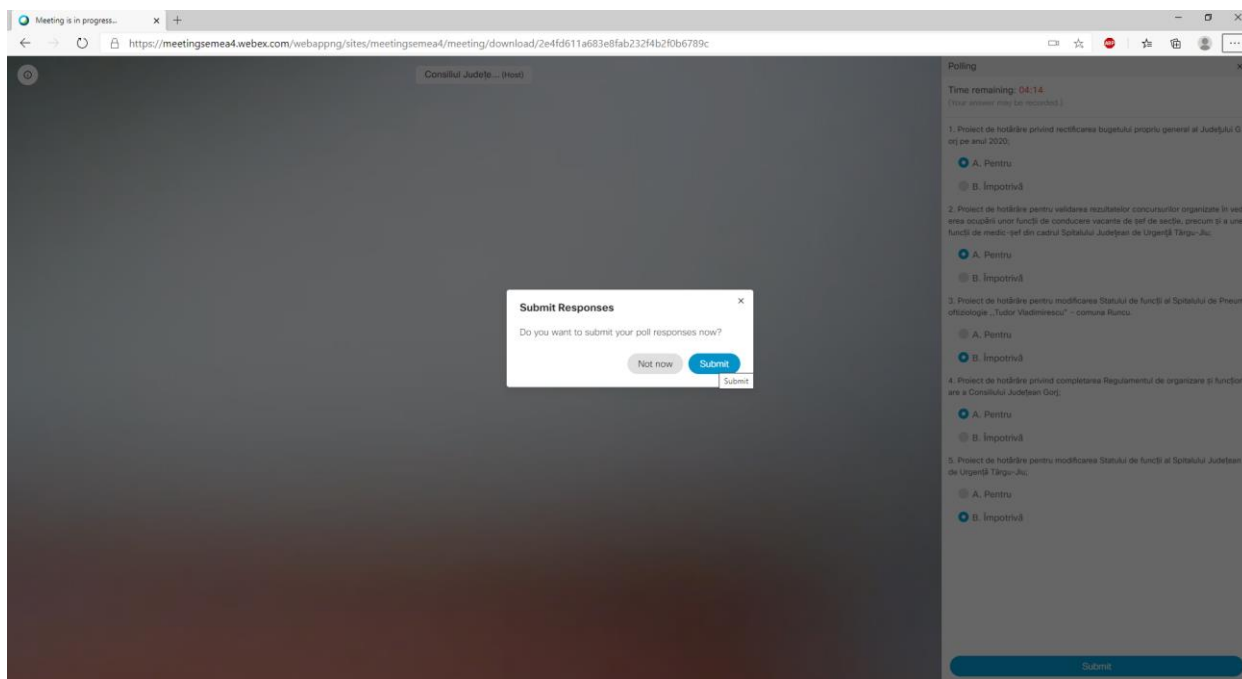 Meeting is in progress...
https://meetingsemea4.webex.com/webappng/sites/meetingsemea4/meeting/download/2e4fd611a683e8fab232f4b2f0b6789c
ABP
Consiliul Județe... (Host)
Polling
Time remaining: 04:14
(Your answer may be recorded.)
1. Proiect de hotărâre privind rectificarea bugetului propriu general al Județului G
orj pe anul 2020;
A. Pentru
B. Împotrivă
2. Proiect de hotărâre pentru validarea rezultatelor concursurilor organizate în ved
erea ocupării unor funcții de conducere vacante de șef de secție, precum și a une
funcții de medic-șef din cadrul Spitalului Județean de Urgență Târgu-Jiu;
A. Pentru
B. Împotrivă
3. Proiect de hotărâre pentru modificarea Statului de funcții al Spitalului de Pneum
oftiziologie „Tudor Vladimirescu" - comuna Runcu.
A. Pentru
B. Împotrivă
4. Proiect de hotărâre privind completarea Regulamentului de organizare și funcțion
are a Consiliului Județean Gorj;
A. Pentru
B. Împotrivă
5. Proiect de hotărâre pentru modificarea Statului de funcții al Spitalului Județean
de Urgență Târgu-Jiu;
A. Pentru
B. Împotrivă
Submit
Submit Responses
Do you want to submit your poll responses now?
Not now
Submit
Submit